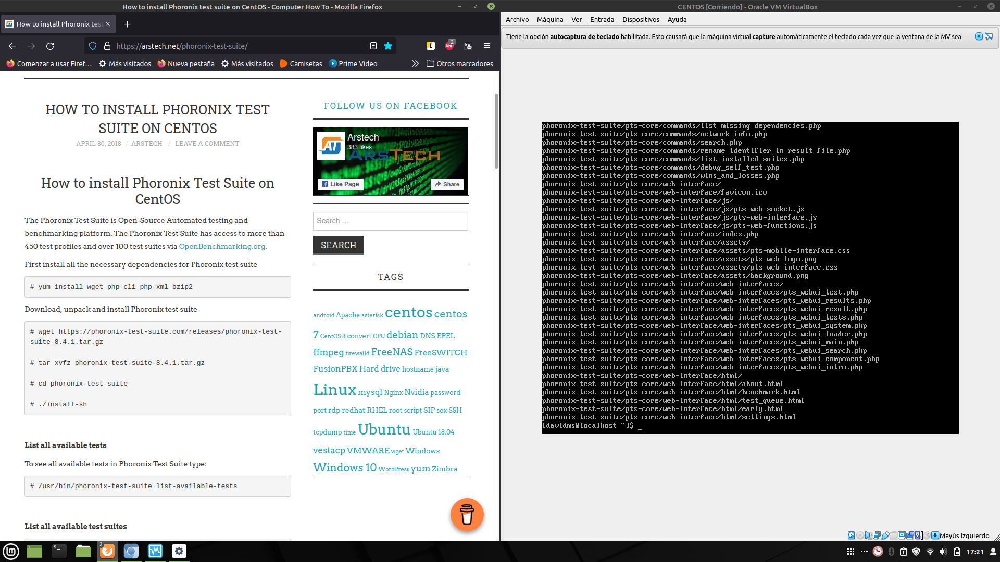 How to install Phoronix test suite on CentOS - Computer How To - Mozilla Firefox
How to install Phoronix test
https://arstech.net/phoronix-test-suite/
2
ABP
Comenzar a usar Firef…
Más visitados
Nueva pestaña
Más visitados
Camisetas
Prime Video
Otros marcadores
HOW TO INSTALL PHORONIX TEST
SUITE ON CENTOS
APRIL 30, 2018 / ARSTECH / LEAVE A COMMENT
How to install Phoronix Test Suite on
CentOS
The Phoronix Test Suite is Open-Source Automated testing and
benchmarking platform. The Phoronix Test Suite has access to more than
450 test profiles and over 100 test suites via OpenBenchmarking.org.
First install all the necessary dependencies for Phoronix test suite
# yum install wget php-cli php-xml bzip2
Download, unpack and install Phoronix test suite
# wget https://phoronix-test-suite.com/releases/phoronix-test-
suite-8.4.1.tar.gz
# tar xvfz phoronix-test-suite-8.4.1.tar.gz
# cd phoronix-test-suite
# ./install-sh
List all available tests
To see all available tests in Phoronix Test Suite type:
# /usr/bin/phoronix-test-suite list-available-tests
List all available test suites
FOLLOW US ON FACEBOOK
AT
Arstech
383 likes
ARSTECH
Like Page
Share
Search …
SEARCH
TAGS
android Apache asterisk centos centos
7 CentOS 8 convert CPU debian DNS EPEL
ffmpeg firewalld FreeNAS FreeSWITCH
FusionPBX Hard drive hostname java
Linux mysql Nginx Nvidia password
port rdp redhat RHEL root script SIP sox SSH
tcpdump time Ubuntu Ubuntu 18.04
vestacp VMWARE wget Windows
Windows 10 WordPress yum Zimbra
CENTOS [Corriendo] - Oracle VM VirtualBox
Archivo Máquina Ver Entrada Dispositivos Ayuda
Tiene la opción autocaptura de teclado habilitada. Esto causará que la máquina virtual capture automáticamente el teclado cada vez que la ventana de la MV sea
phoronix-test-suite/pts-core/commands/list_missing_dependencies.php
phoronix-test-suite/pts-core/commands/network_info.php
phoronix-test-suite/pts-core/commands/search.php
phoronix-test-suite/pts-core/commands/rename_identifier_in_result_file.php
phoronix-test-suite/pts-core/commands/list_installed_suites.php
phoronix-test-suite/pts-core/commands/debug_self_test.php
phoronix-test-suite/pts-core/commands/wins_and_losses.php
phoronix-test-suite/pts-core/web-interface/
phoronix-test-suite/pts-core/web-interface/favicon.ico
phoronix-test-suite/pts-core/web-interface/js/
phoronix-test-suite/pts-core/web-interface/js/pts-web-socket.js
phoronix-test-suite/pts-core/web-interface/js/pts-web-interface.js
phoronix-test-suite/pts-core/web-interface/js/pts-web-functions.js
phoronix-test-suite/pts-core/web-interface/index.php
phoronix-test-suite/pts-core/web-interface/assets/
phoronix-test-suite/pts-core/web-interface/assets/pts-mobile-interface.css
phoronix-test-suite/pts-core/web-interface/assets/pts-web-logo.png
phoronix-test-suite/pts-core/web-interface/assets/pts-web-interface.css
phoronix-test-suite/pts-core/web-interface/assets/background.png
phoronix-test-suite/pts-core/web-interface/web-interfaces/
phoronix-test-suite/pts-core/web-interface/web-interfaces/pts_webui_test.php
phoronix-test-suite/pts-core/web-interface/web-interfaces/pts_webui_results.php
phoronix-test-suite/pts-core/web-interface/web-interfaces/pts_webui_result.php
phoronix-test-suite/pts-core/web-interface/web-interfaces/pts_webui_tests.php
phoronix-test-suite/pts-core/web-interface/web-interfaces/pts_webui_system.php
phoronix-test-suite/pts-core/web-interface/web-interfaces/pts_webui_loader.php
phoronix-test-suite/pts-core/web-interface/web-interfaces/pts_webui_main.php
phoronix-test-suite/pts-core/web-interface/web-interfaces/pts_webui_search.php
phoronix-test-suite/pts-core/web-interface/web-interfaces/pts_webui_component.php
phoronix-test-suite/pts-core/web-interface/web-interfaces/pts_webui_intro.php
phoronix-test-suite/pts-core/web-interface/html/
phoronix-test-suite/pts-core/web-interface/html/about.html
phoronix-test-suite/pts-core/web-interface/html/benchmark.html
phoronix-test-suite/pts-core/web-interface/html/test_queue.html
phoronix-test-suite/pts-core/web-interface/html/early.html
phoronix-test-suite/pts-core/web-interface/html/settings.html
[davidms@localhost ~]$ _
Mayús Izquierdo
2
17:21